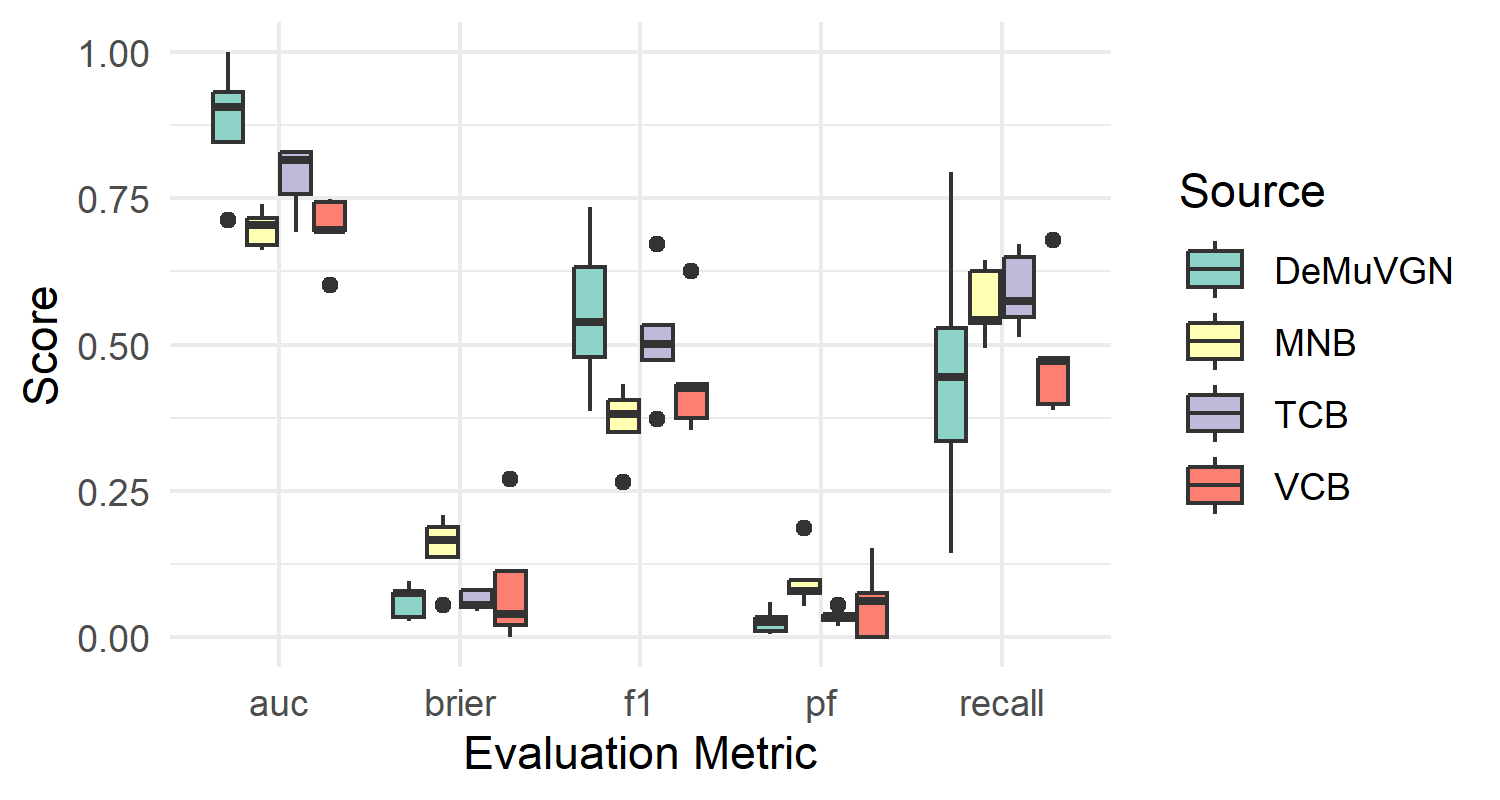 1.00
0.75
0.50
0.25
0.00
Score
auc brier f1 pf recall
Evaluation Metric
Source
DeMuVGN
MNB
TCB
VCB